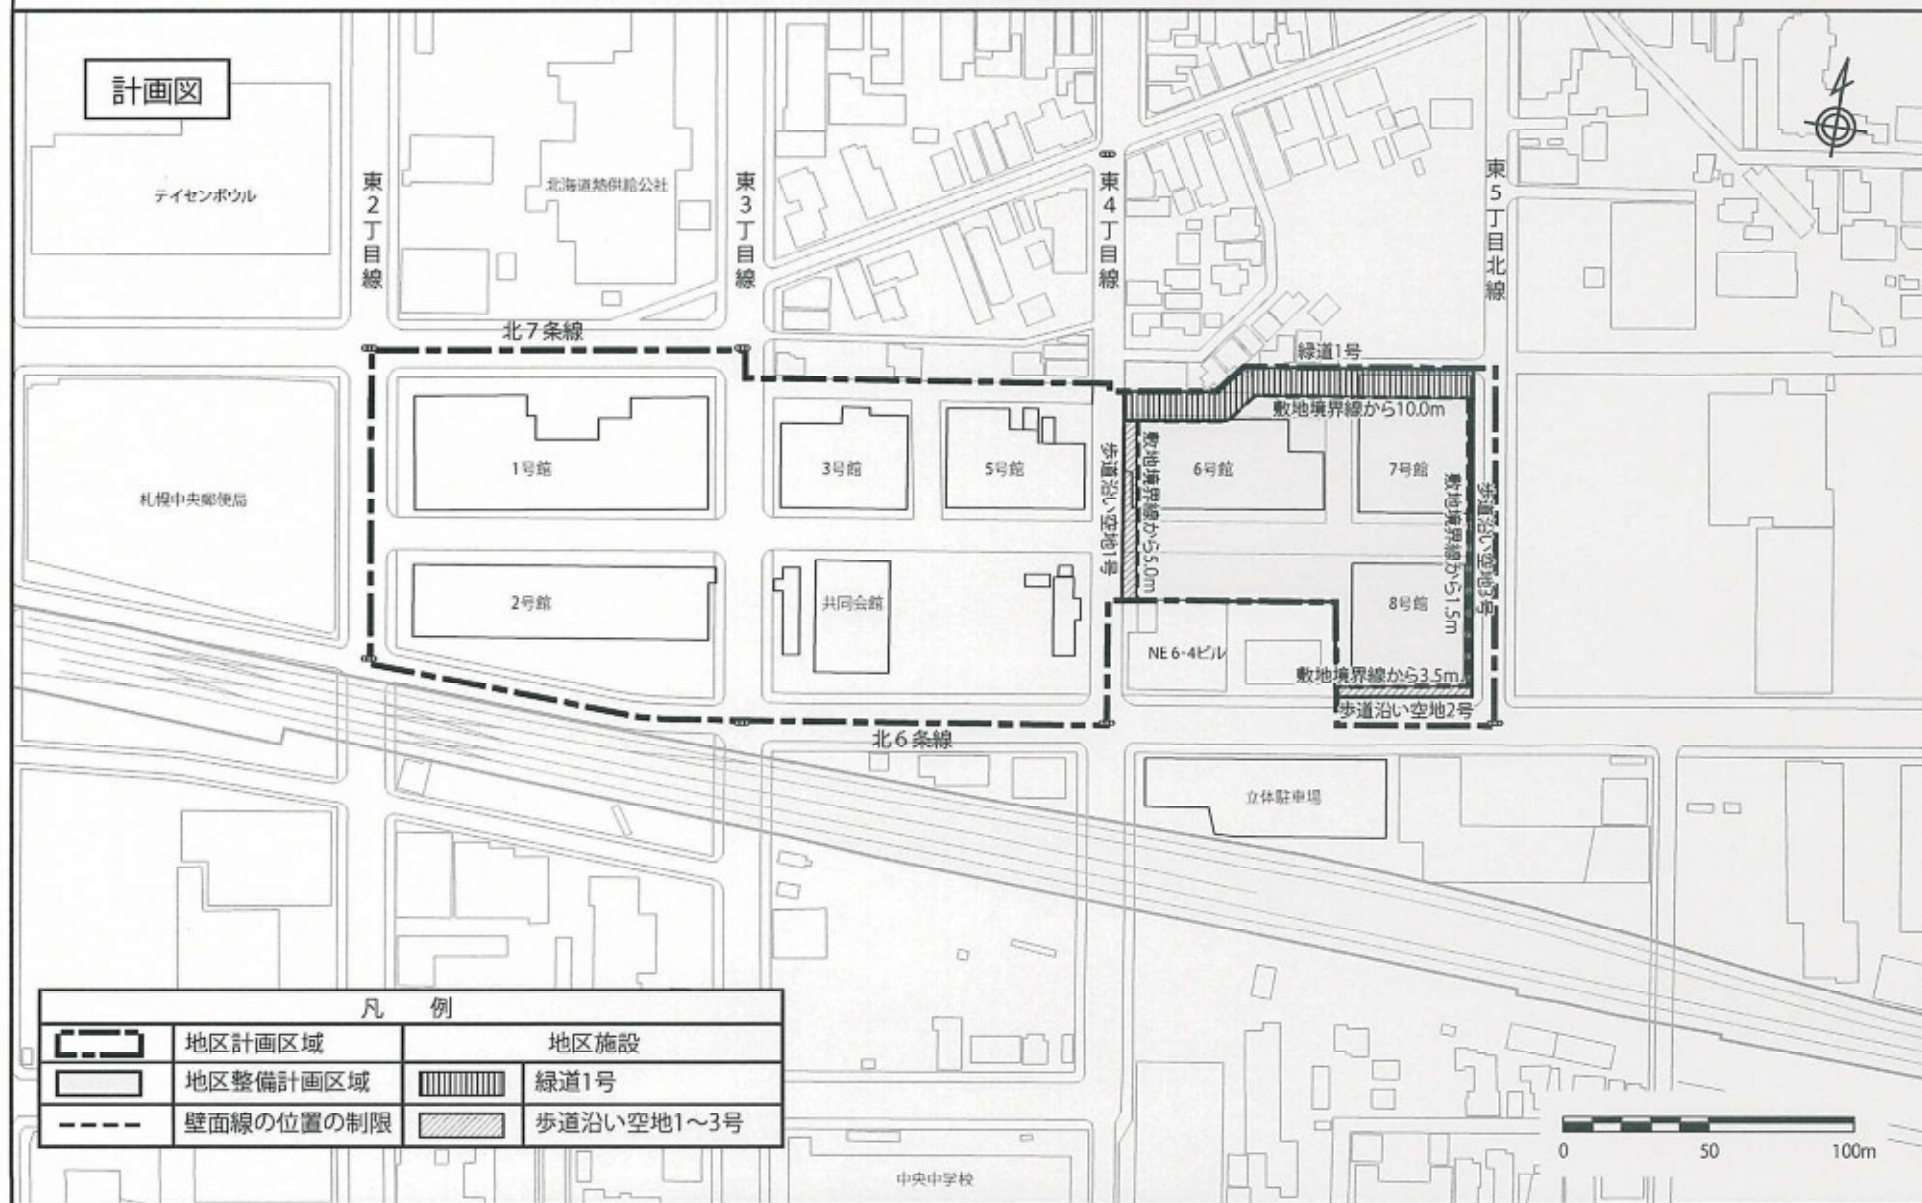 計画図
テイセンボウル
東2丁目線
北海道熱供給公社
東3丁目線
東4丁目線
東5丁目北線
北7条線
緑道1号
敷地境界線から10.0m
札幌中央郵便局
1号館
3号館
5号館
歩道沿い空地1号
敷地境界線から5.0m
6号館
7号館
敷地境界線から1.5m
歩道沿い空地3号
2号館
共同会館
8号館
NE 6-4ビル
敷地境界線から3.5m
歩道沿い空地2号
北6条線
立体駐車場
凡 例
地区計画区域
地区施設
地区整備計画区域
緑道1号
壁面線の位置の制限
歩道沿い空地1～3号
中央中学校
0 50 100m